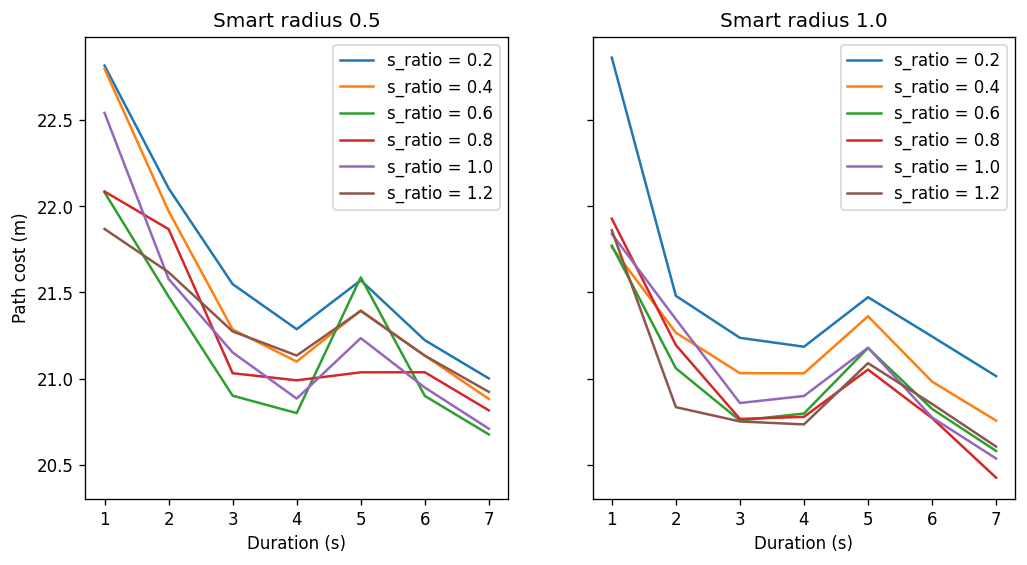 Smart radius 0.5
s_ratio = 0.2
s_ratio = 0.4
s_ratio = 0.6
s_ratio = 0.8
s_ratio = 1.0
s_ratio = 1.2
22.5
22.0
21.5
21.0
20.5
Path cost (m)
1 2 3 4 5 6 7
Duration (s)
Smart radius 1.0
s_ratio = 0.2
s_ratio = 0.4
s_ratio = 0.6
s_ratio = 0.8
s_ratio = 1.0
s_ratio = 1.2
1 2 3 4 5 6 7
Duration (s)